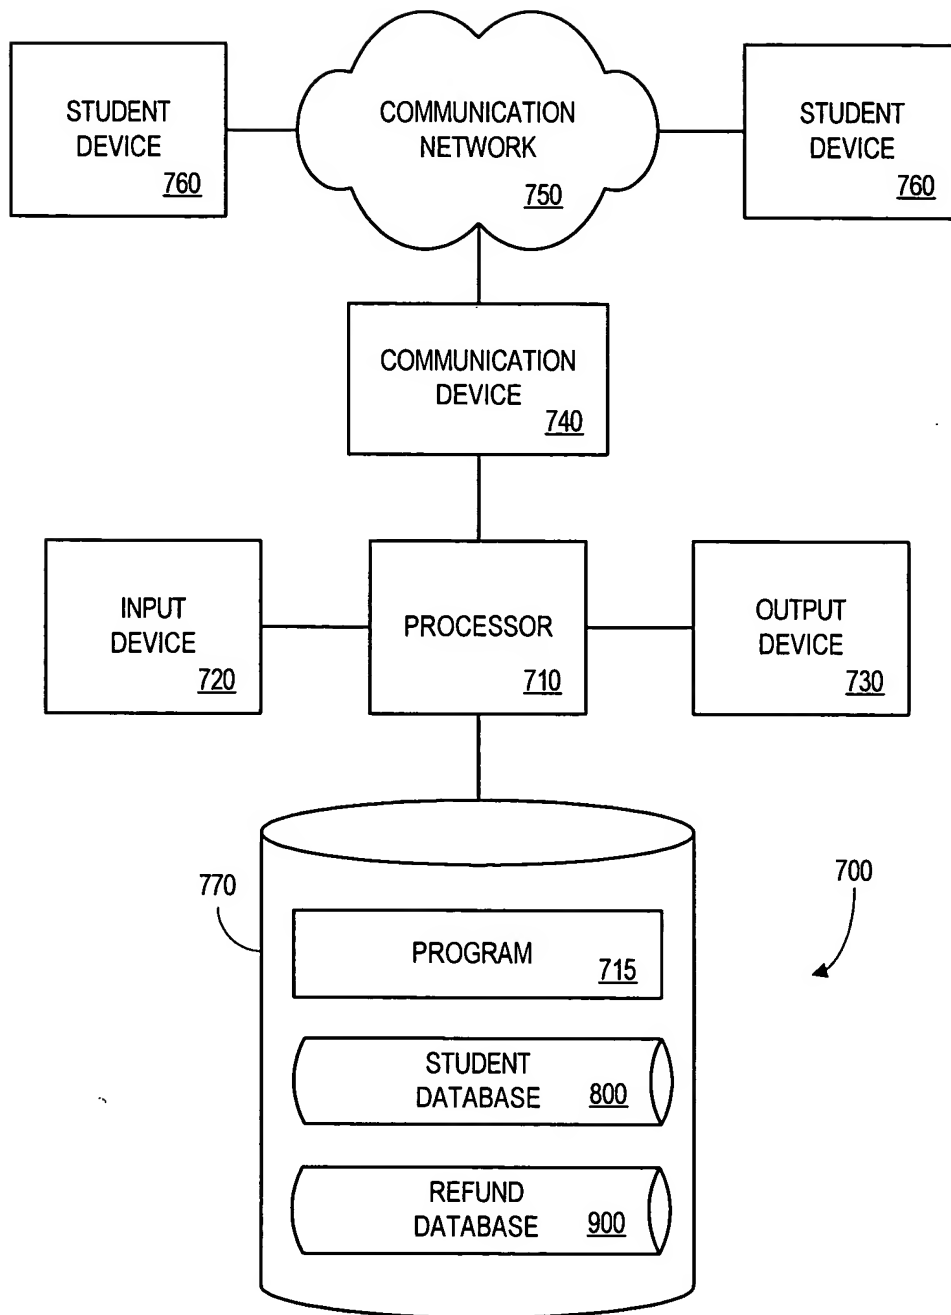 STUDENT
DEVICE
760
COMMUNICATION
NETWORK
750
STUDENT
DEVICE
760
COMMUNICATION
DEVICE
740
INPUT
DEVICE
720
PROCESSOR
710
OUTPUT
DEVICE
730
770
700
PROGRAM
715
STUDENT
DATABASE
800
REFUND
DATABASE
900